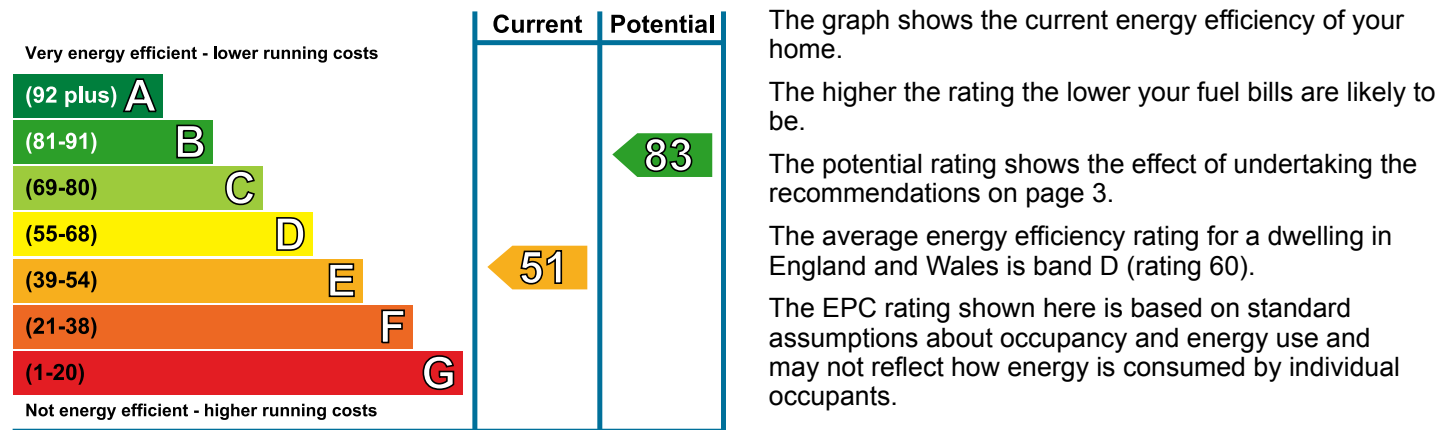 Current Potential
Very energy efficient - lower running costs
(92 plus) A
(81-91) B
83
(69-80) C
(55-68) D
(39-54) E
51
(21-38) F
(1-20) G
Not energy efficient - higher running costs
The graph shows the current energy efficiency of your
home.
The higher the rating the lower your fuel bills are likely to
be.
The potential rating shows the effect of undertaking the
recommendations on page 3.
The average energy efficiency rating for a dwelling in
England and Wales is band D (rating 60).
The EPC rating shown here is based on standard
assumptions about occupancy and energy use and
may not reflect how energy is consumed by individual
occupants.